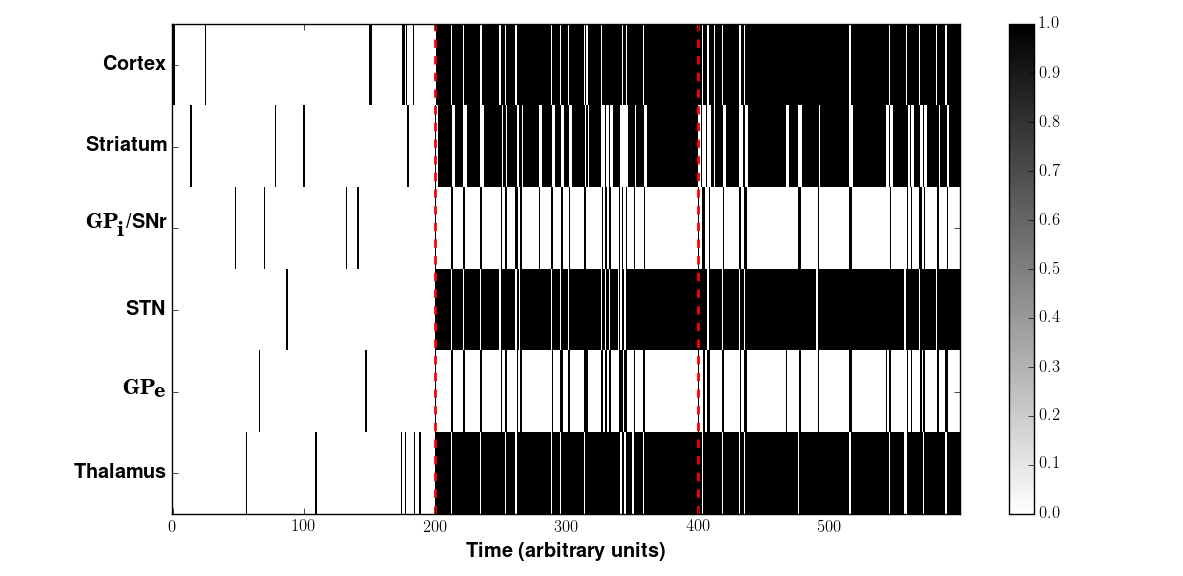 Cortex
Striatum
GPi/SNr
STN
GPe
Thalamus
0 100 200 300 400 500
Time (arbitrary units)
1.0
0.9
0.8
0.7
0.6
0.5
0.4
0.3
0.2
0.1
0.0